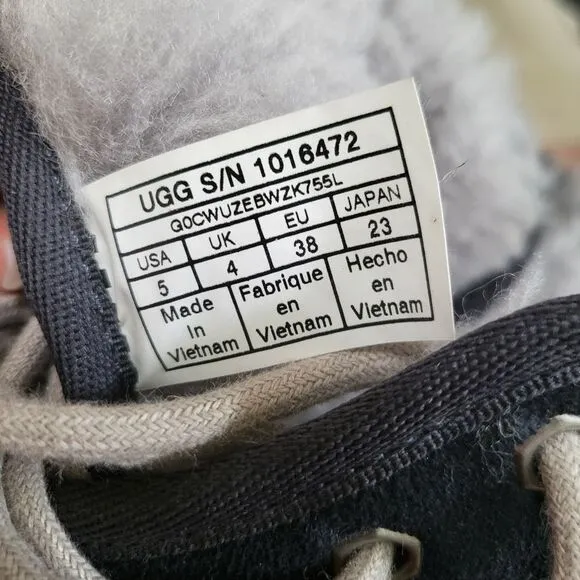 UGG S/N 1016472
G0CWUZEBWZK755L
USA UK EU JAPAN
5 4 38 23
Made Fabrique Hecho
In en en
Vietnam Vietnam Vietnam